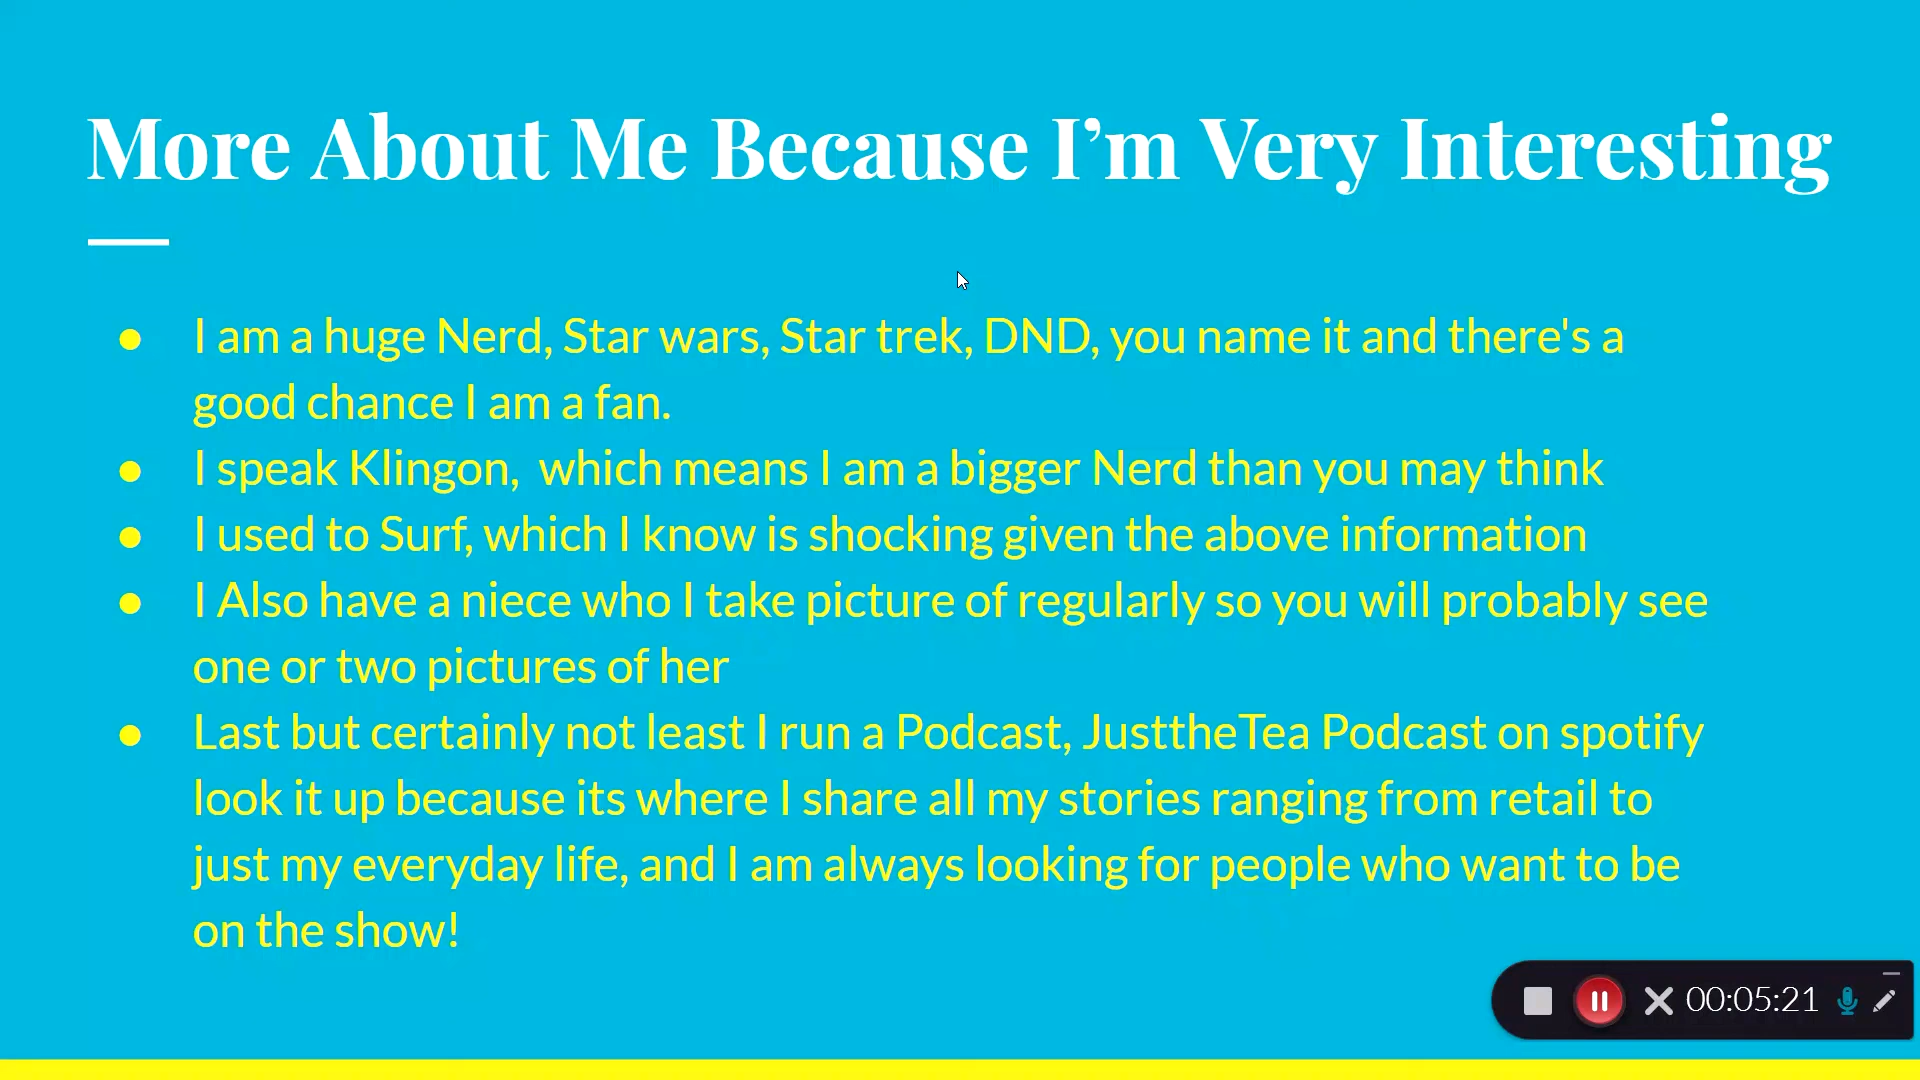 More About Me Because I’m Very Interesting
● I am a huge Nerd, Star wars, Star trek, DND, you name it and there's a
good chance I am a fan.
● I speak Klingon,  which means I am a bigger Nerd than you may think
● I used to Surf, which I know is shocking given the above information
● I Also have a niece who I take picture of regularly so you will probably see
one or two pictures of her
● Last but certainly not least I run a Podcast, JusttheTea Podcast on spotify
look it up because its where I share all my stories ranging from retail to
just my everyday life, and I am always looking for people who want to be
on the show!
00:05:21